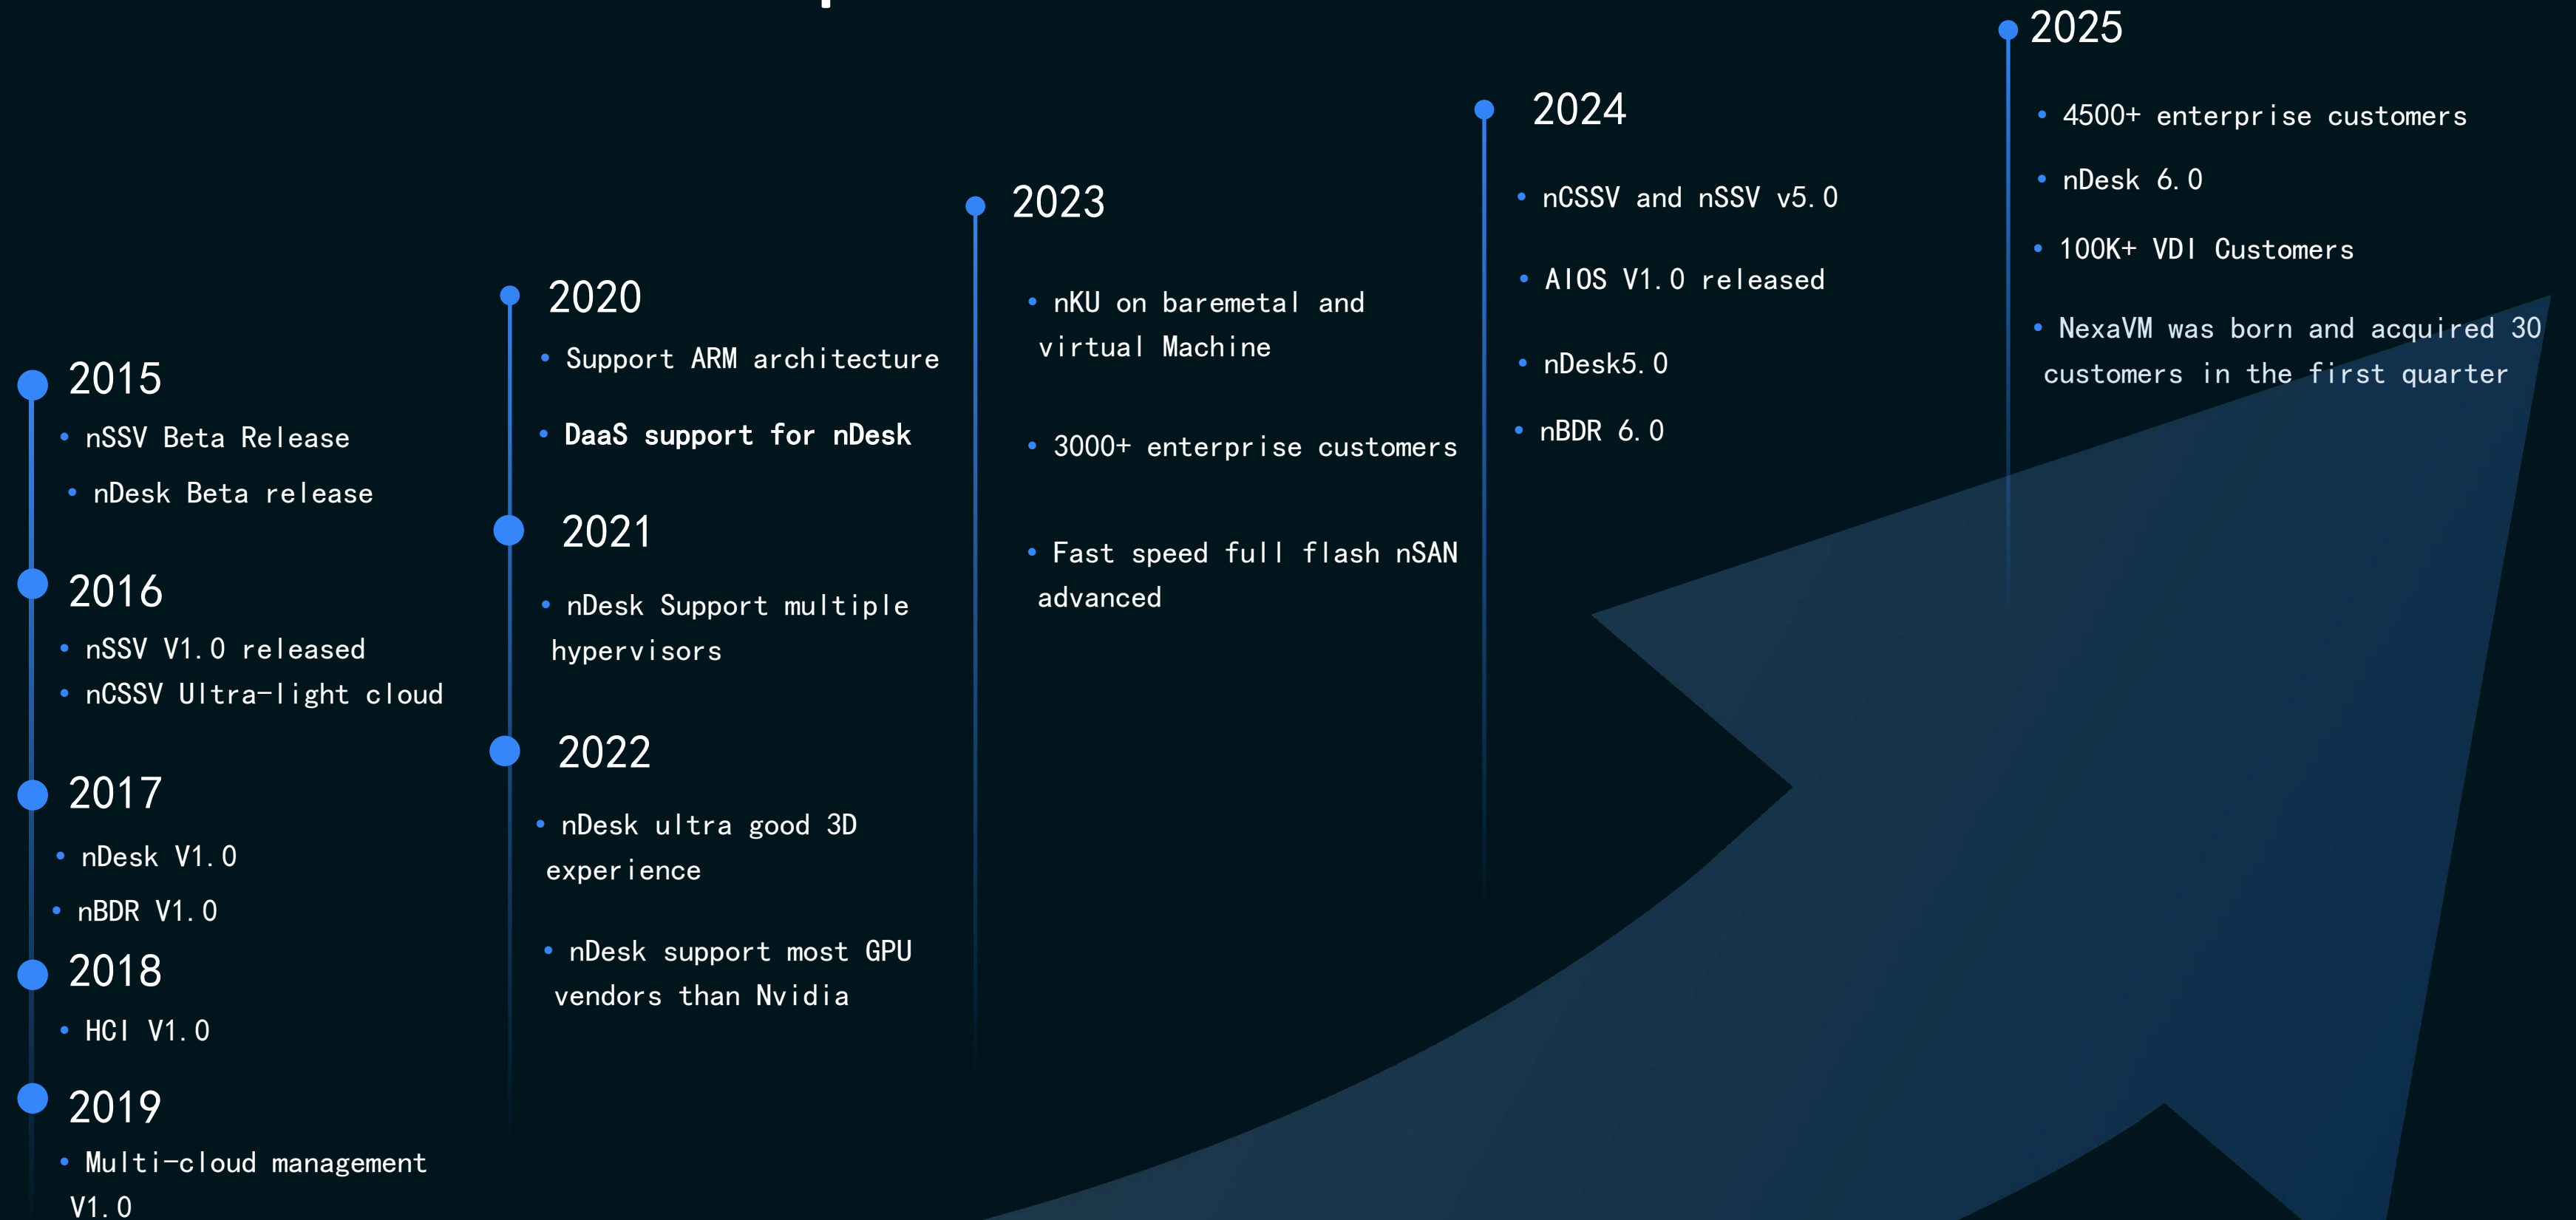 2015
• nSSV Beta Release
• nDesk Beta release
2016
• nSSV V1.0 released
• nCSSV Ultra-light cloud
2017
• nDesk V1.0
• nBDR V1.0
2018
• HCI V1.0
2019
• Multi-cloud management
V1.0
2020
• Support ARM architecture
• DaaS support for nDesk
2021
• nDesk Support multiple
hypervisors
2022
• nDesk ultra good 3D
experience
• nDesk support most GPU
vendors than Nvidia
2023
• nKU on baremetal and
virtual Machine
• 3000+ enterprise customers
• Fast speed full flash nSAN
advanced
2024
• nCSSV and nSSV v5.0
• AIOS V1.0 released
• nDesk5.0
• nBDR 6.0
2025
• 4500+ enterprise customers
• nDesk 6.0
• 100K+ VDI Customers
• NexaVM was born and acquired 30
customers in the first quarter